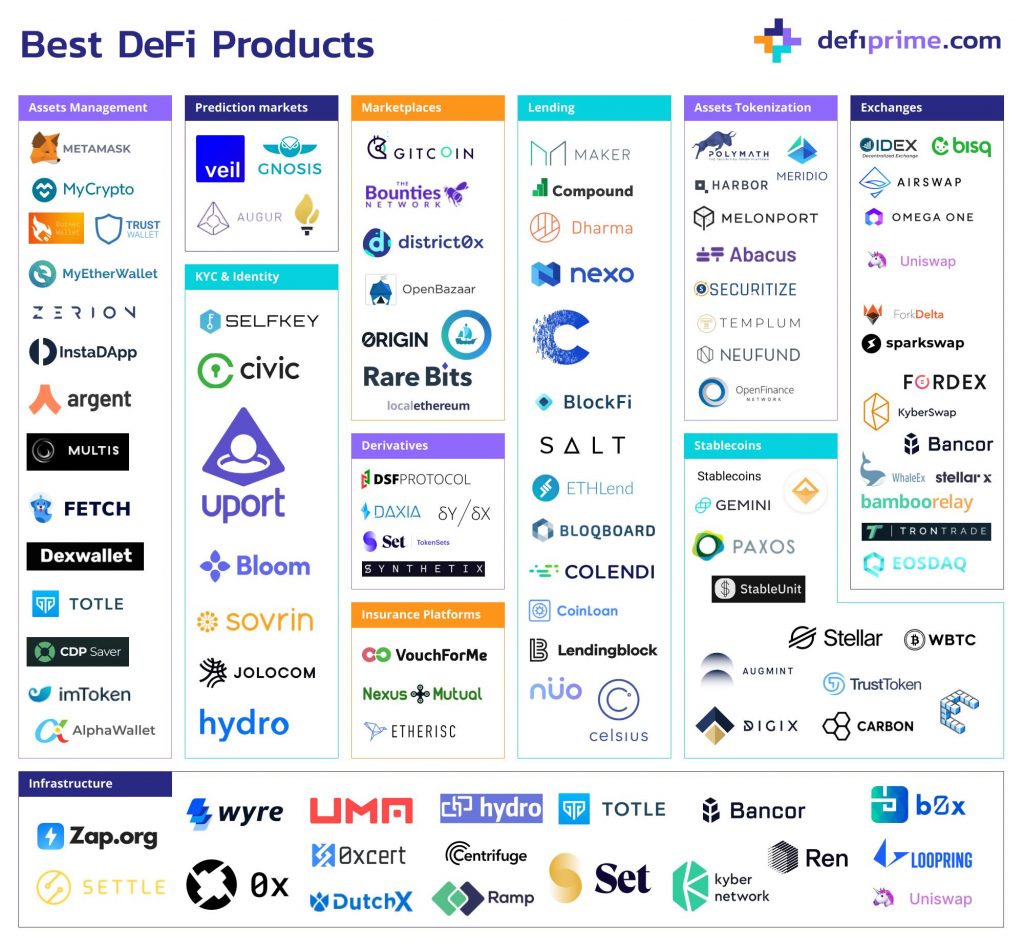 Best DeFi Products
defiprime.com
Assets Management
METAMASK
MyCrypto
TRUST
WALLET
MyEtherWallet
ZERION
InstaDApp
argent
MULTIS
FETCH
Dexwallet
TOTLE
CDP Saver
imToken
AlphaWallet
Prediction markets
veil
GNOSIS
AUGUR
KYC & Identity
SELFKEY
civic
uport
Bloom
sovrin
JOLOCOM
hydro
Marketplaces
GITCOIN
THE
Bounties
NETWORK
district0x
OpenBazaar
ØRIGIN
Rare Bits
localethereum
Derivatives
DSFPROTOCOL
DAXIA
δY/δX
Set TokenSets
SYNTHETIX
Insurance Platforms
VouchForMe
Nexus Mutual
ETHERISC
Lending
MAKER
Compound
Dharma
nexo
BlockFi
SALT
ETHLend
BLOQBOARD
COLENDI
CoinLoan
Lendingblock
nüo
celsius
Assets Tokenization
POLYMATH
MERIDIO
HARBOR
MELONPORT
Abacus
SECURITIZE
TEMPLUM
NEUFUND
OpenFinance
NETWORK
Stablecoins
Stablecoins
GEMINI
PAXOS
StableUnit
Stellar
WBTC
AUGMINT
TrustToken
DIGIX
CARBON
Exchanges
IDEX
Decentralized Exchange
bisq
AIRSWAP
OMEGA ONE
Uniswap
ForkDelta
sparkswap
FORDEX
KyberSwap
Bancor
WhaleEx
stellar x
bamboorelay
TRONTRADE
EOSDAQ
Infrastructure
Zap.org
SETTLE
wyre
0x
UMA
0xcert
DutchX
hydro
Centrifuge
Ramp
TOTLE
Set
Bancor
kyber
network
Ren
b0x
LOOPRING
Uniswap